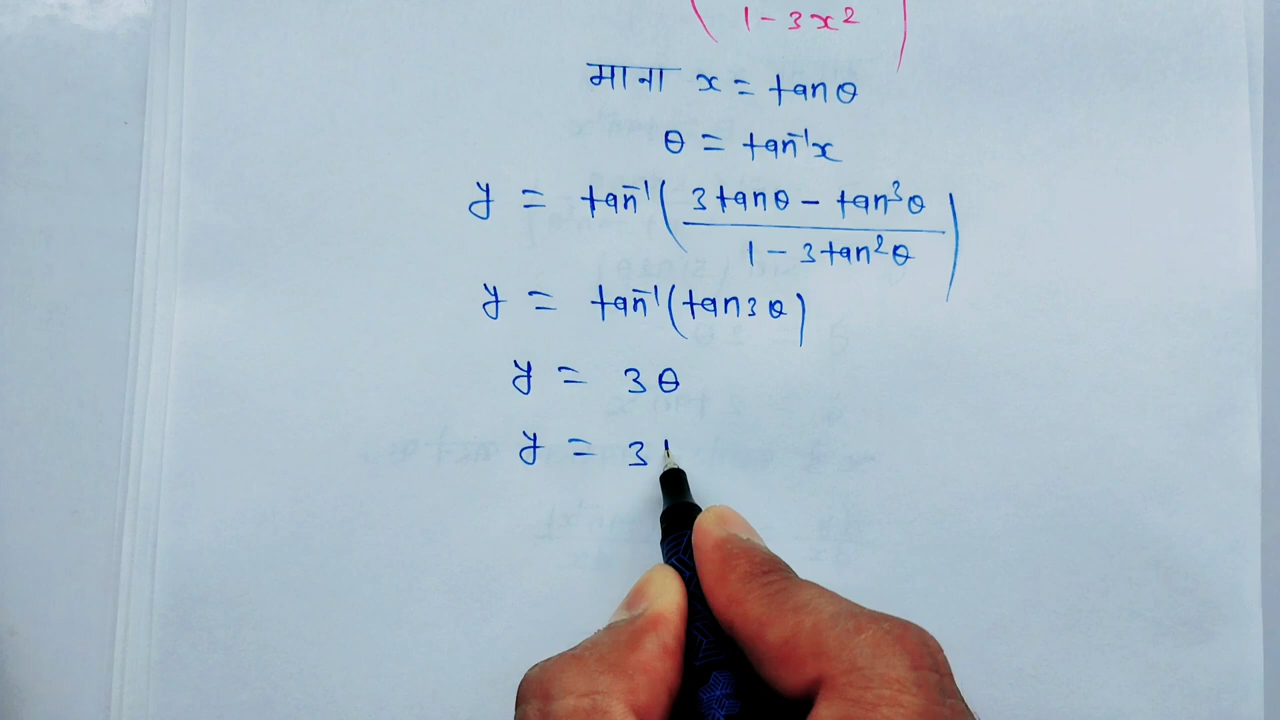 1 - 3x²
माना x = tanθ
θ = tan⁻¹x
y = tan⁻¹(3tanθ - tan³θ / 1 - 3tan²θ)
y = tan⁻¹(tan3θ)
y = 3θ
y = 3